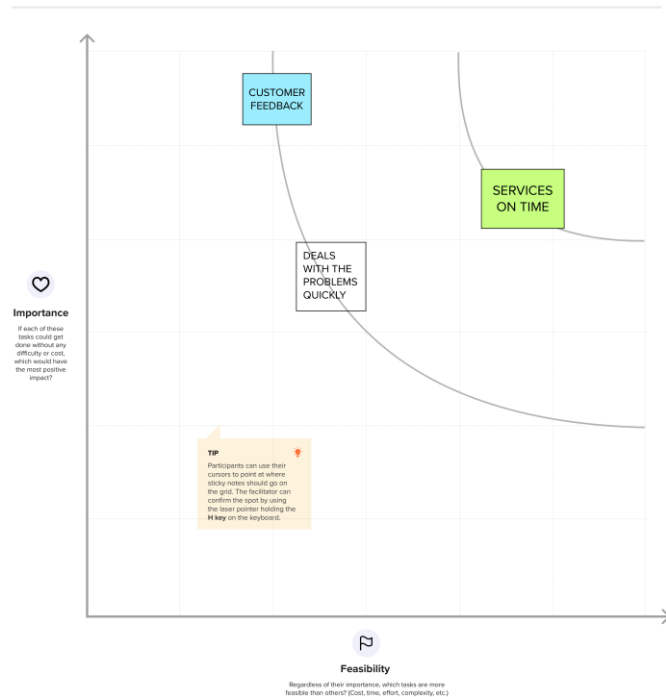 CUSTOMER
FEEDBACK
SERVICES
ON TIME
DEALS
WITH THE
PROBLEMS
QUICKLY
Importance
If each of these
tasks could get
done without any
difficulty or cost,
which would have
the most positive
impact?
TIP
Participants can use their
cursors to point at where
sticky notes should go on
the grid. The facilitator can
confirm the spot by using
the laser pointer holding the
H key on the keyboard.
Feasibility
Regardless of their importance, which tasks are more
feasible than others? (Cost, time, effort, complexity, etc.)